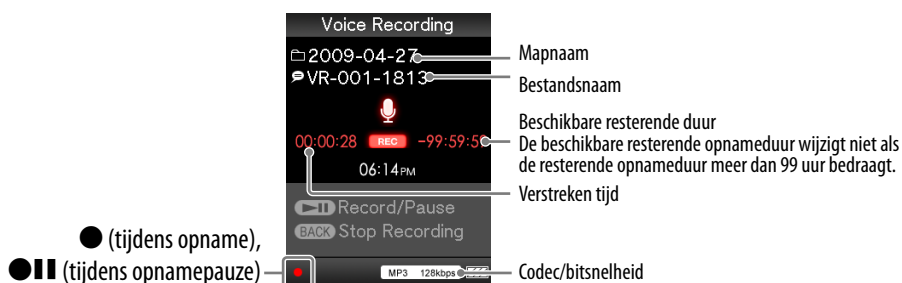 Voice Recording
2009-04-27
VR-001-1813
00:00:28 REC -99:59:59
06:14PM
Record/Pause
BACK Stop Recording
MP3 128kbps
Mapnaam
Bestandsnaam
Beschikbare resterende duur
De beschikbare resterende opnameduur wijzigt niet als
de resterende opnameduur meer dan 99 uur bedraagt.
Verstreken tijd
Codec/bitsnelheid
● (tijdens opname),
●II (tijdens opnamepauze)